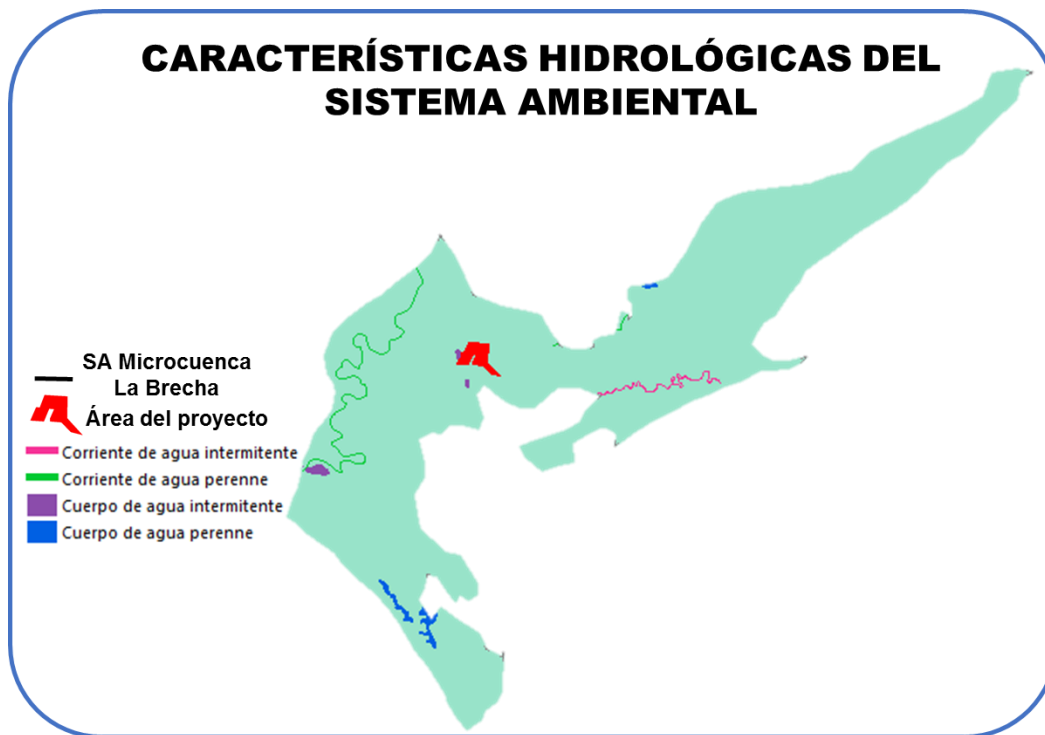 CARACTERÍSTICAS HIDROLÓGICAS DEL
SISTEMA AMBIENTAL
SA Microcuenca
La Brecha
Área del proyecto
Corriente de agua intermitente
Corriente de agua perenne
Cuerpo de agua intermitente
Cuerpo de agua perenne